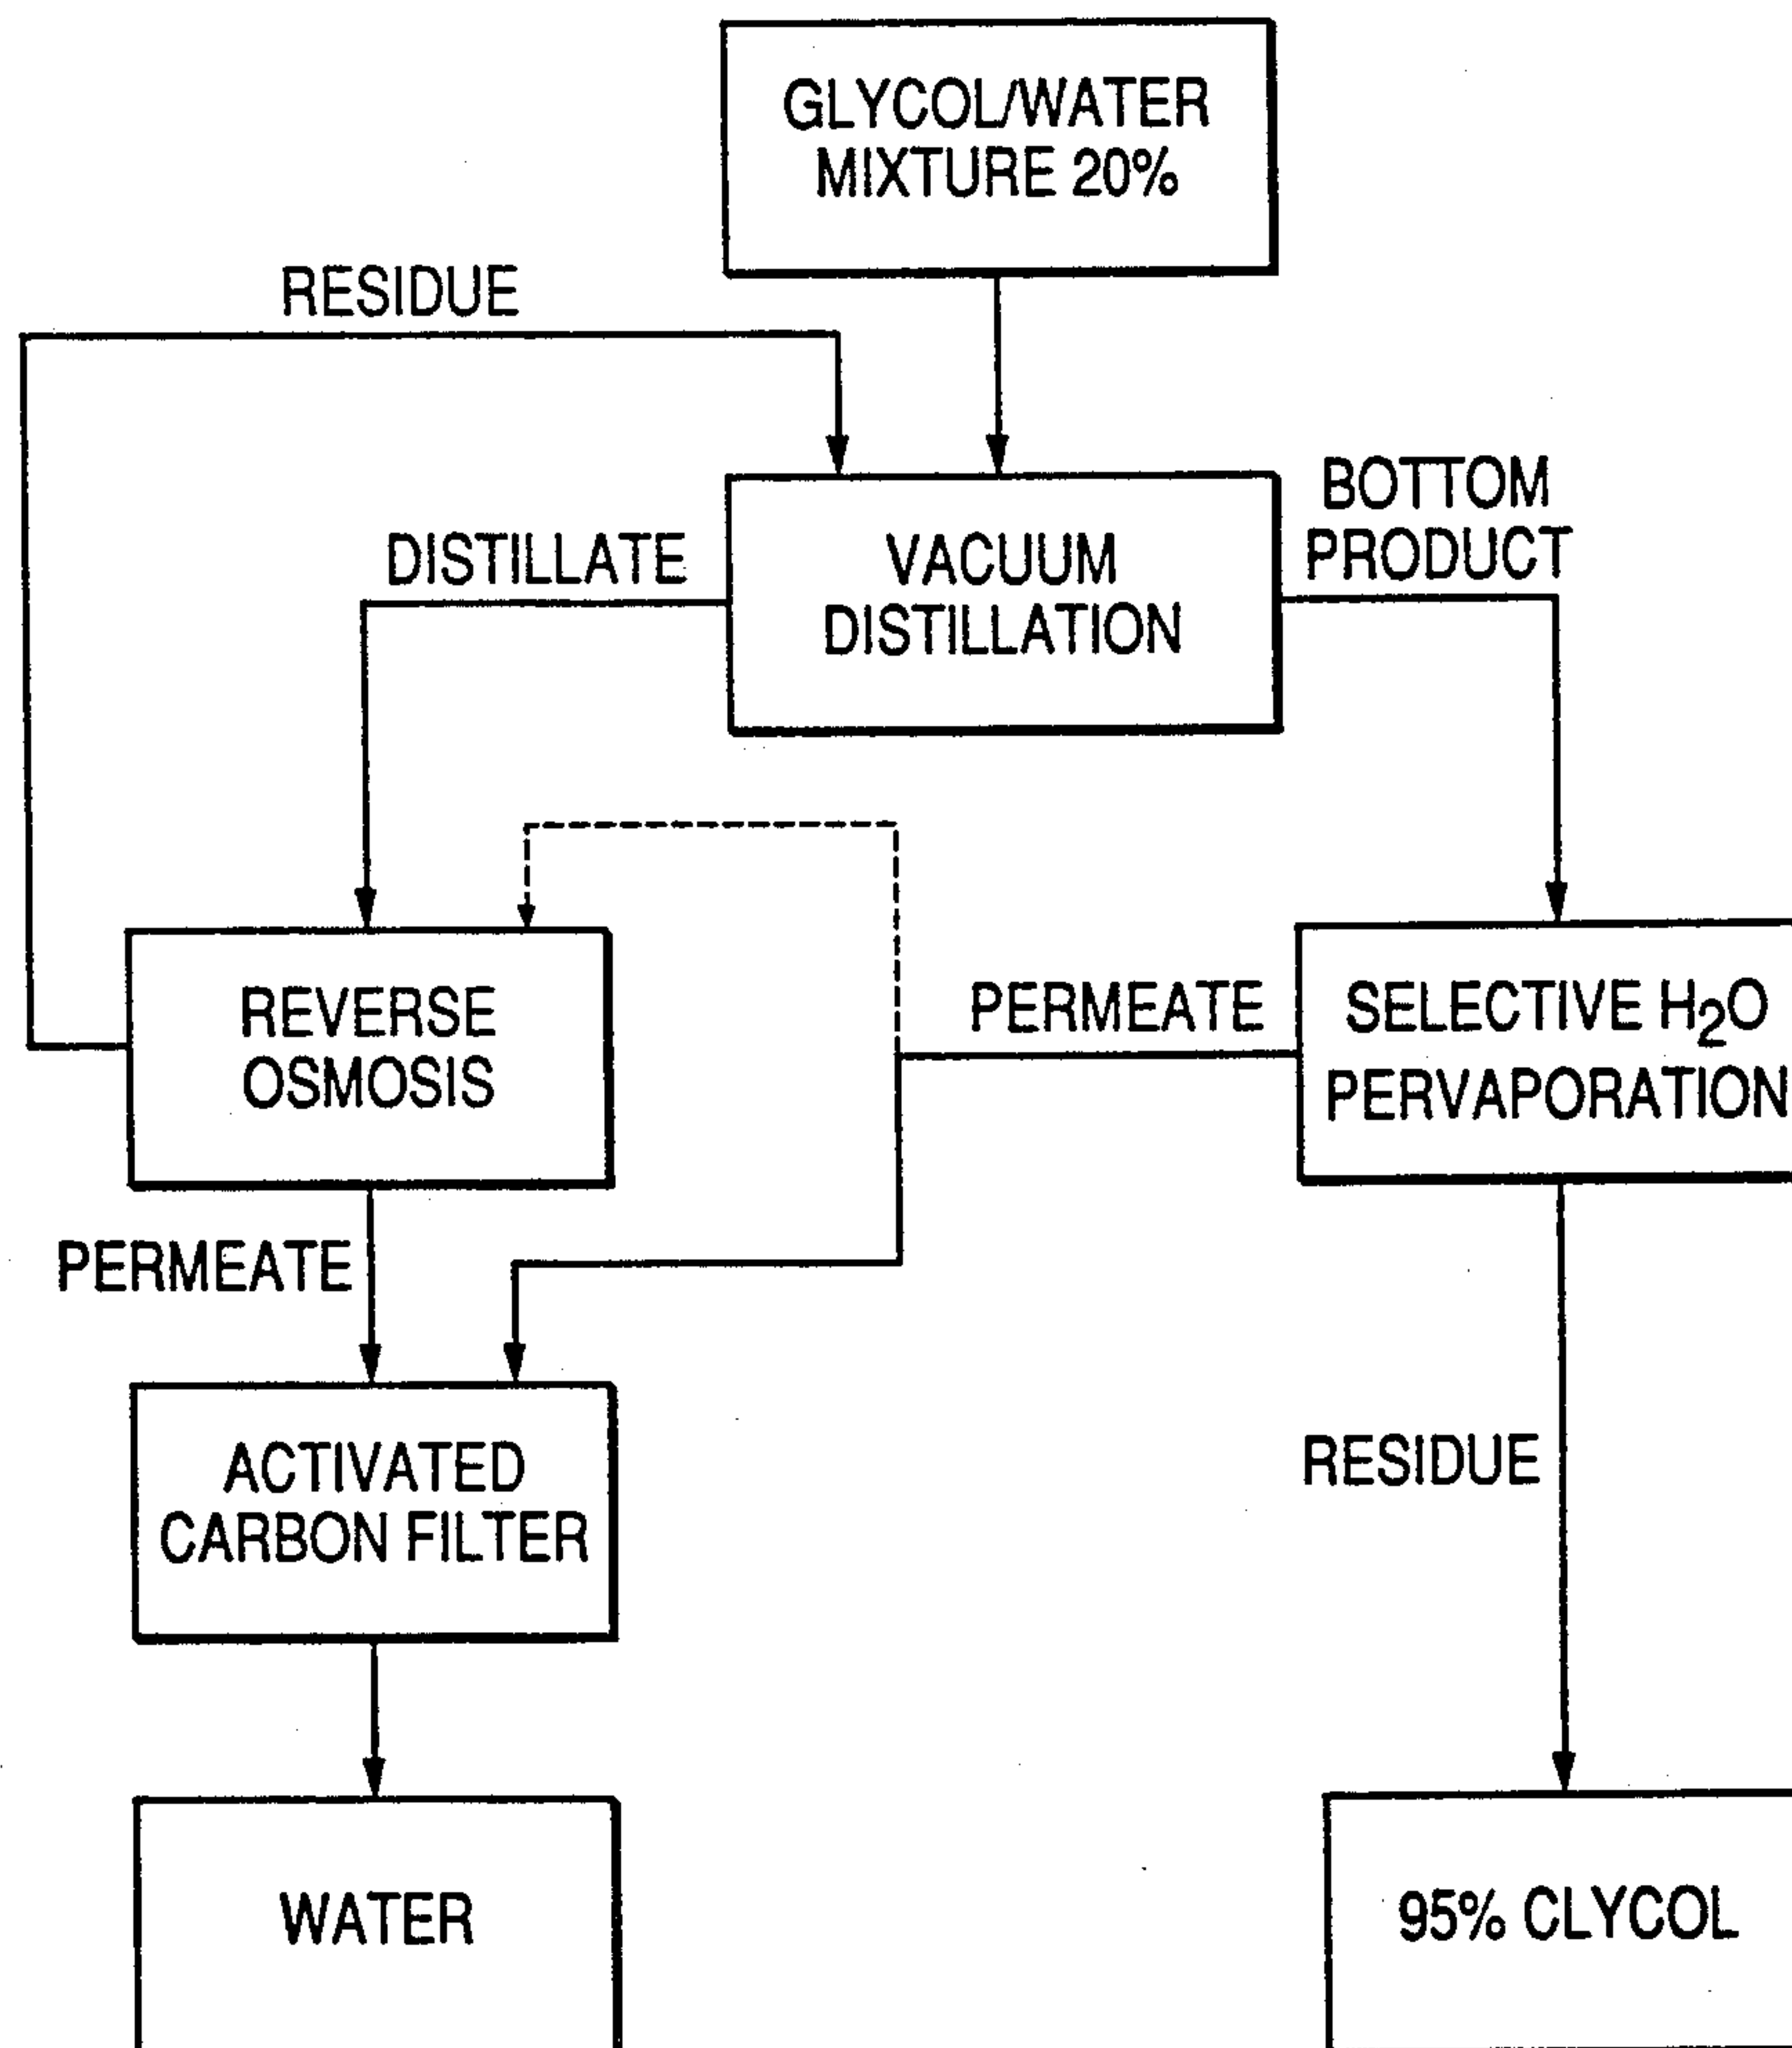 GLYCOL/WATER
MIXTURE 20%
RESIDUE
BOTTOM
PRODUCT
DISTILLATE
VACUUM
DISTILLATION
PERMEATE
SELECTIVE H₂O
PERVAPORATION
REVERSE
OSMOSIS
PERMEATE
ACTIVATED
CARBON FILTER
RESIDUE
WATER
95% CLYCOL